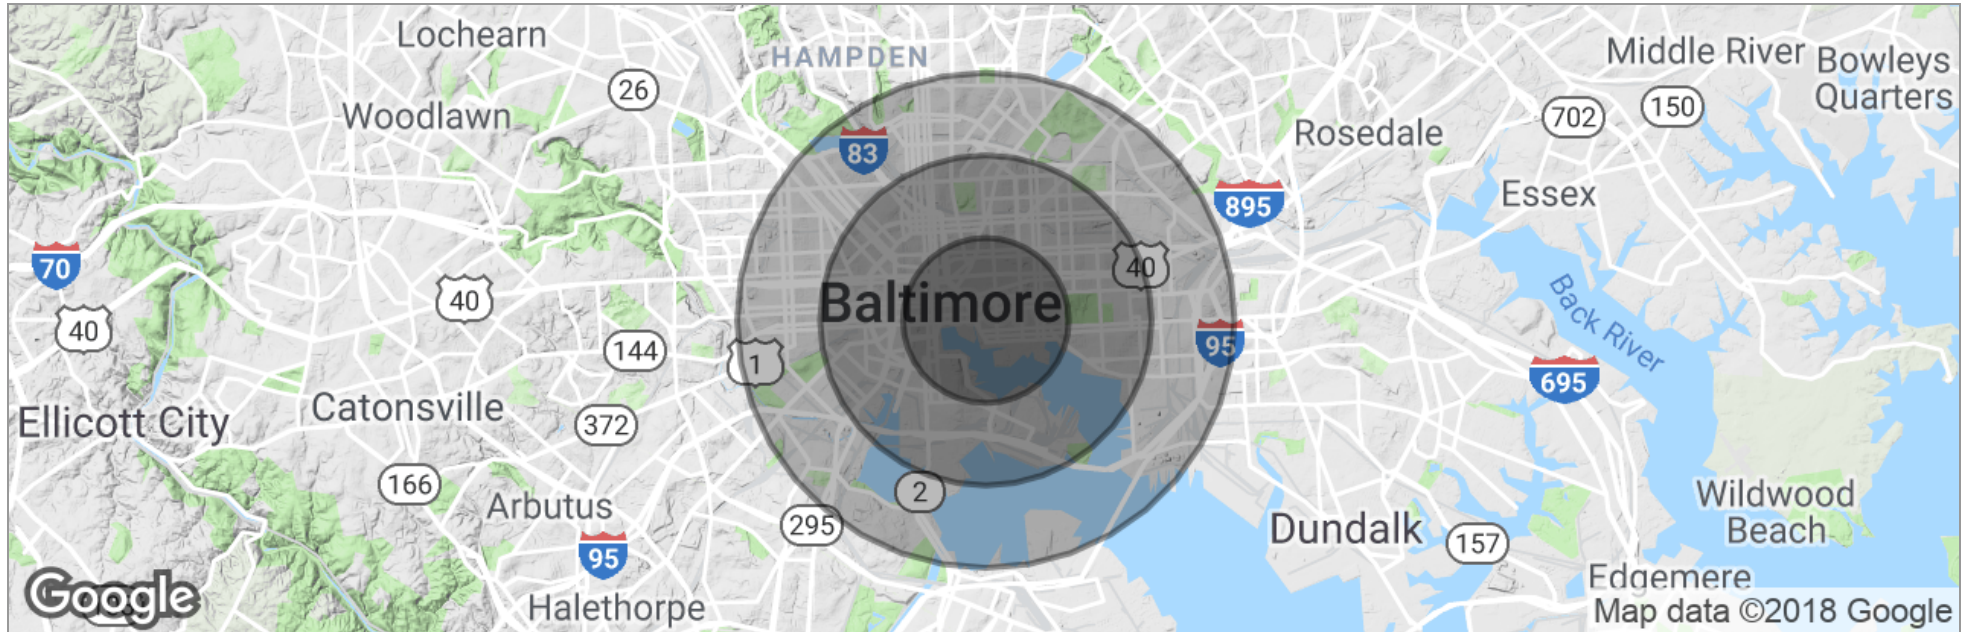 Lochearn
HAMPDEN
Middle River
Bowleys
Quarters
26
Woodlawn
702
150
83
Rosedale
895
Essex
70
40
40
40
Baltimore
Back River
144
1
95
695
Ellicott City
Catonsville
372
166
Arbutus
2
295
Wildwood
Beach
Dundalk
157
95
Edgemere
Google
Halethorpe
Map data ©2018 Google